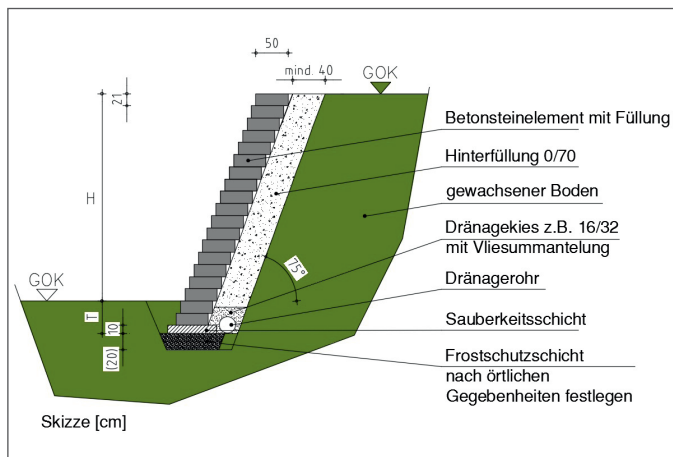 50
mind. 40
GOK
21
Betonsteinelement mit Füllung
Hinterfüllung 0/70
H
gewachsener Boden
Dränagekies z.B. 16/32
mit Vliesummantelung
75°
GOK
Dränagerohr
T
10
Sauberkeitsschicht
(20)
Frostschutzschicht
nach örtlichen
Gegebenheiten festlegen
Skizze [cm]